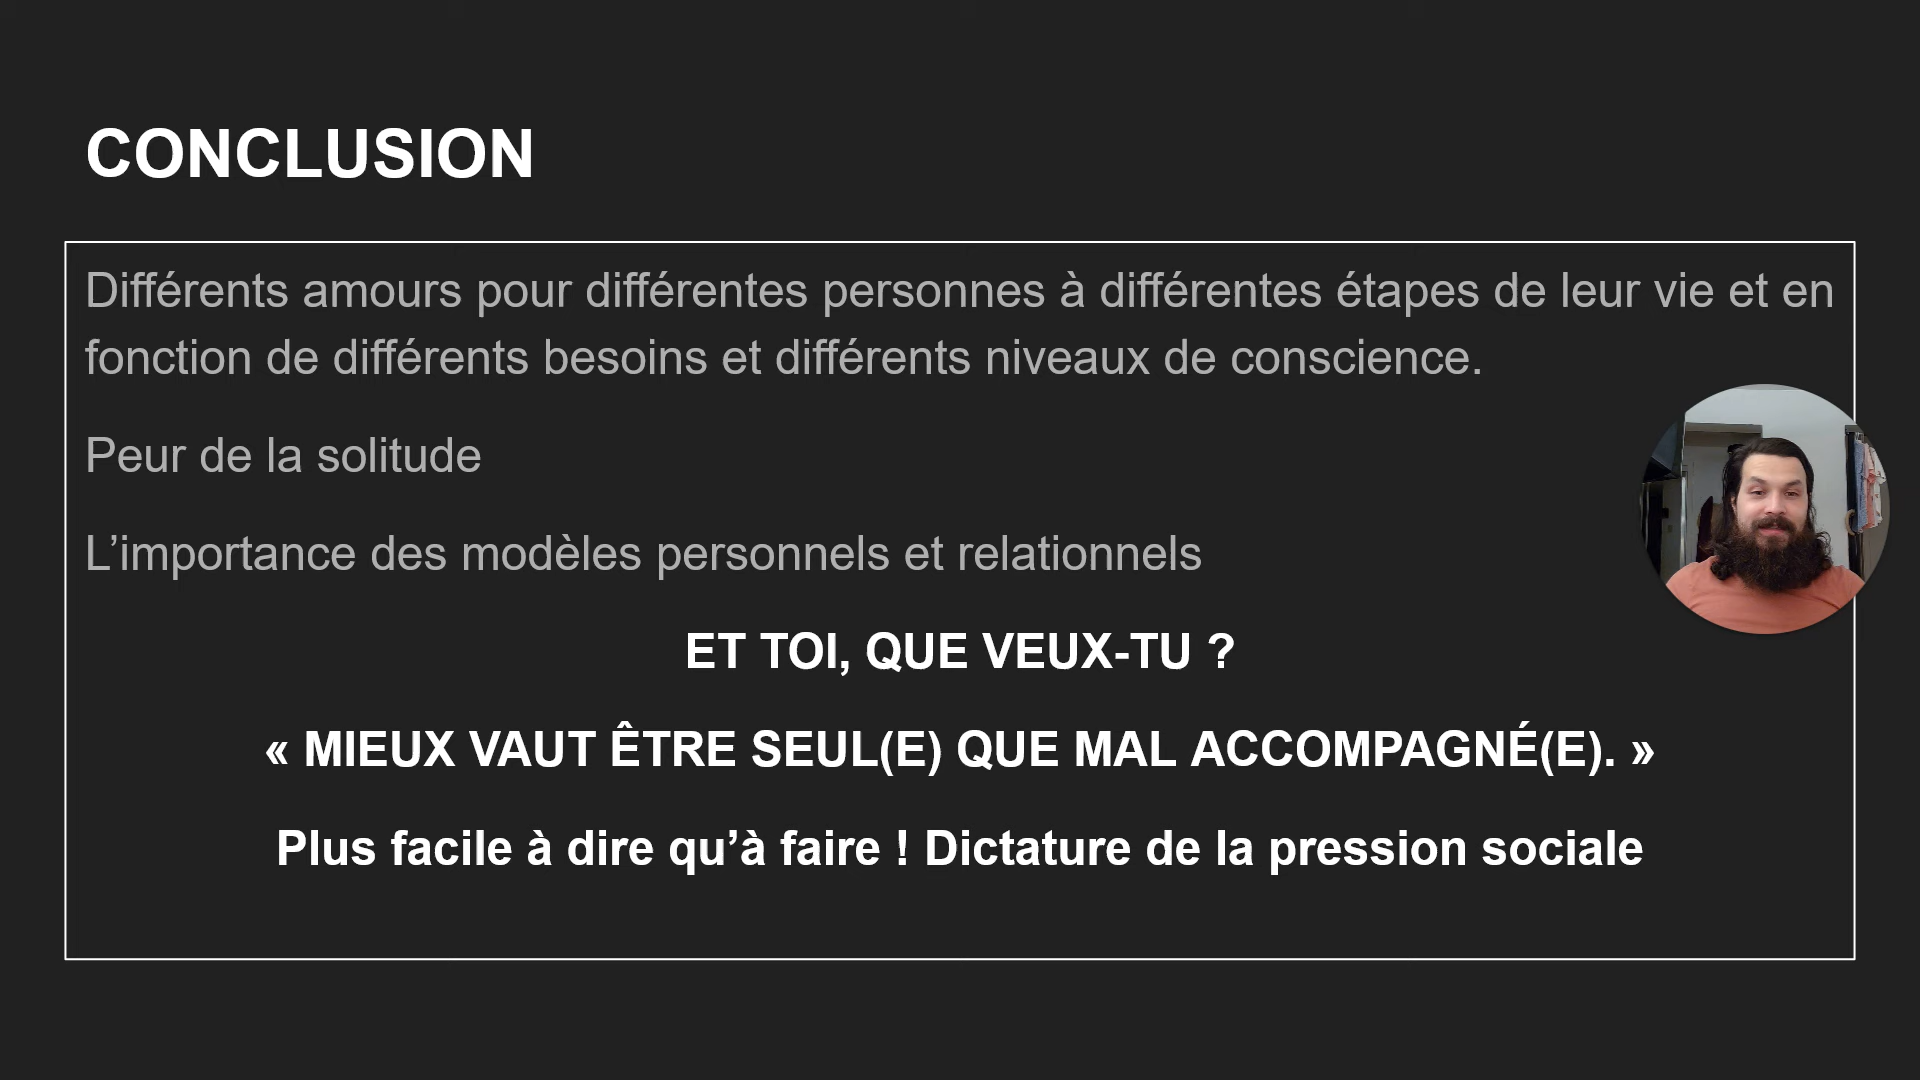 CONCLUSION
Différents amours pour différentes personnes à différentes étapes de leur vie et en
fonction de différents besoins et différents niveaux de conscience.
Peur de la solitude
L’importance des modèles personnels et relationnels
ET TOI, QUE VEUX-TU ?
« MIEUX VAUT ÊTRE SEUL(E) QUE MAL ACCOMPAGNÉ(E). »
Plus facile à dire qu’à faire ! Dictature de la pression sociale